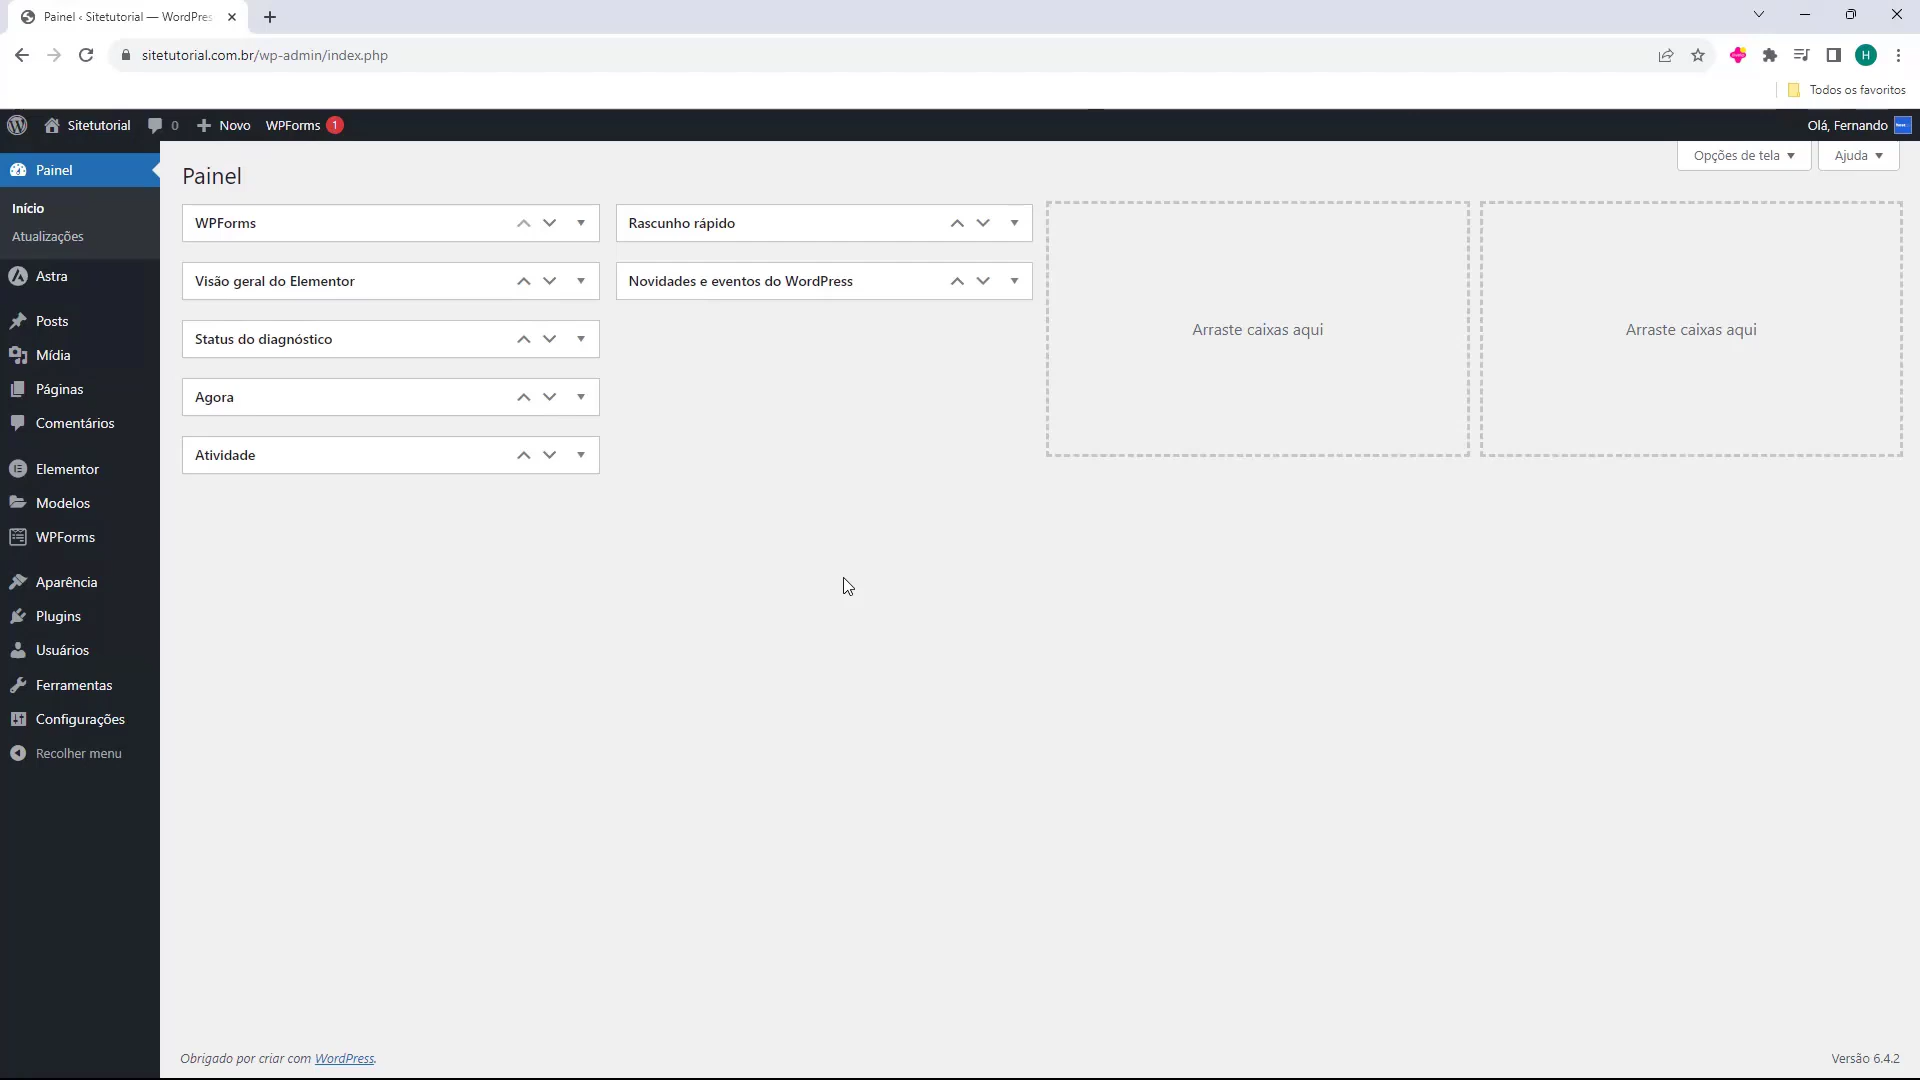 Painel ‹ Sitetutorial — WordPres
sitetutorial.com.br/wp-admin/index.php
H
Todos os favoritos
Sitetutorial
0
Novo
WPForms 1
Olá, Fernando
Opções de tela
Ajuda
Painel
Início
Atualizações
Astra
Posts
Mídia
Páginas
Comentários
Elementor
Modelos
WPForms
Aparência
Plugins
Usuários
Ferramentas
Configurações
Recolher menu
Painel
WPForms
Visão geral do Elementor
Status do diagnóstico
Agora
Atividade
Rascunho rápido
Novidades e eventos do WordPress
Arraste caixas aqui
Arraste caixas aqui
Obrigado por criar com WordPress.
Versão 6.4.2